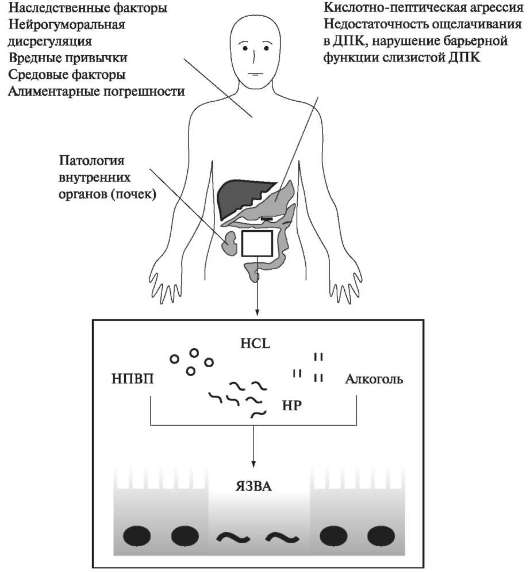 Наследственные факторы
Нейрогуморальная
дисрегуляция
Вредные привычки
Средовые факторы
Алиментарные погрешности
Кислотно-пептическая агрессия
Недостаточность ощелачивания
в ДПК, нарушение барьерной
функции слизистой ДПК
Патология
внутренних
органов (почек)
HCL
НПВП
Алкоголь
HP
ЯЗВА